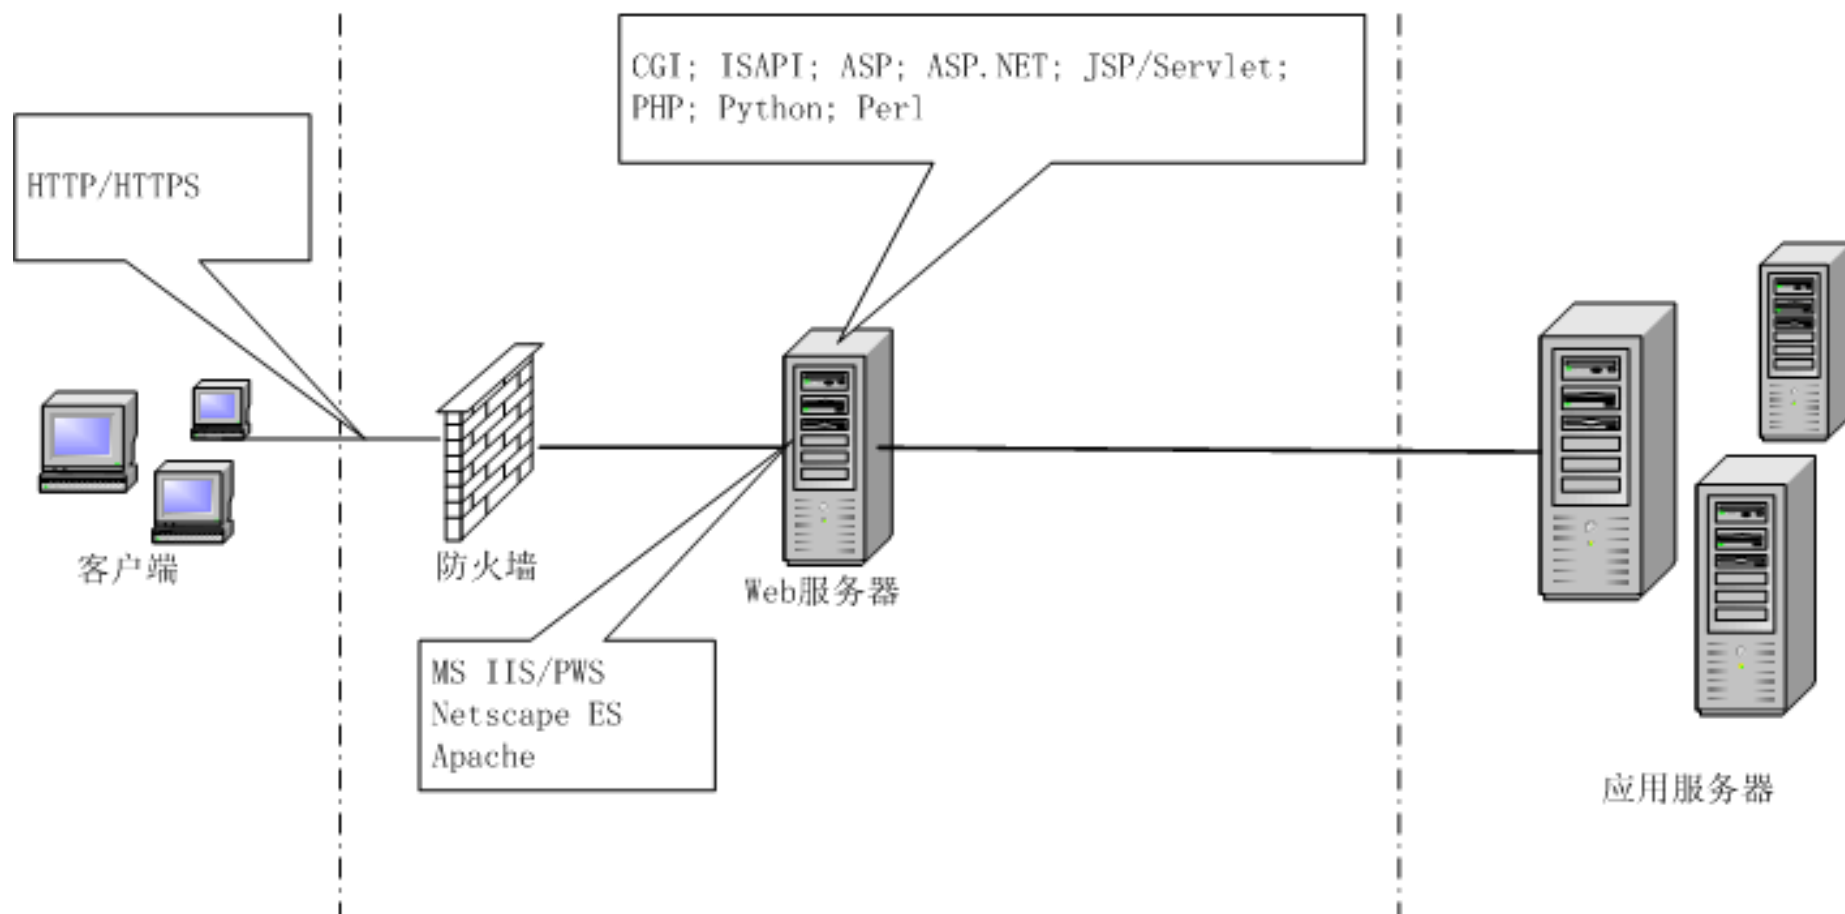 CGI; ISAPI; ASP; ASP.NET; JSP/Servlet;
PHP; Python; Perl
HTTP/HTTPS
客户端
防火墙
Web服务器
MS IIS/PWS
Netscape ES
Apache
应用服务器